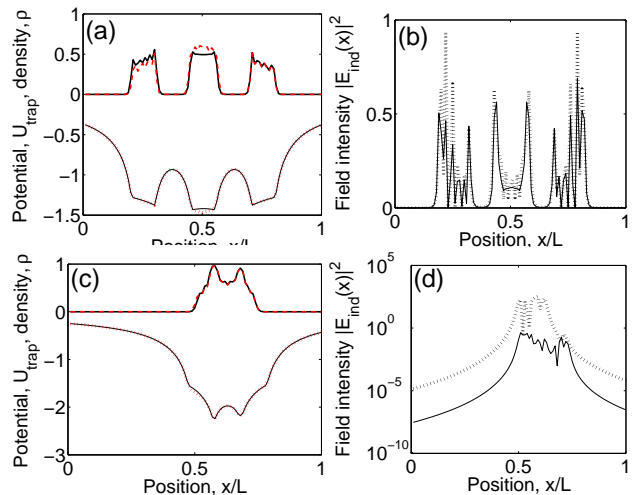 (a)
Potential, U_trap, density, ρ
1
0.5
0
−0.5
−1
−1.5
0
0.5
1
Position, x/L
(b)
Field intensity |E_ind(x)|^2
1
0.5
0
0
0.5
1
Position, x/L
(c)
Potential, U_trap, density, ρ
1
0
−1
−2
−3
0
0.5
1
Position, x/L
(d)
Field intensity |E_ind(x)|^2
10^5
10^0
10^−5
10^−10
0
0.5
1
Position, x/L